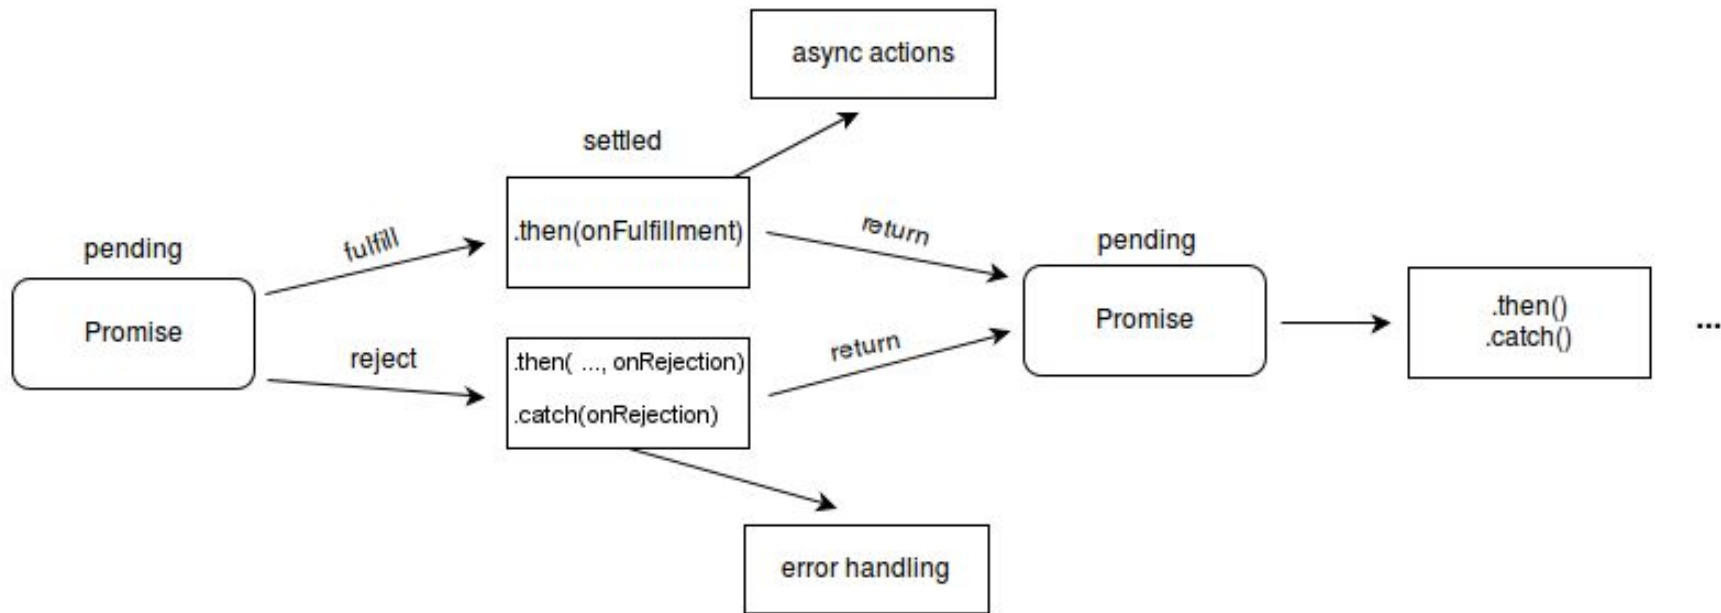 async actions
settled
.then(onFulfillment)
fulfill
return
pending
pending
Promise
Promise
.then()
.catch()
...
reject
.then( ..., onRejection)
return
.catch(onRejection)
error handling